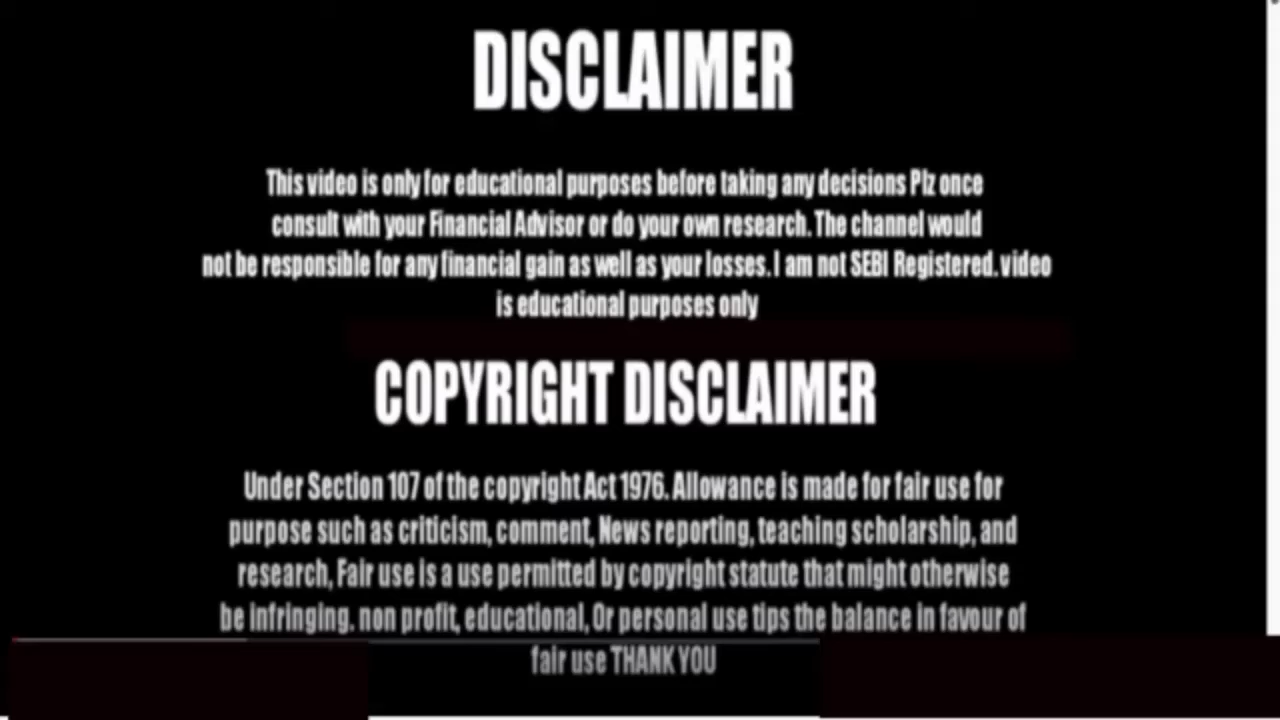 DISCLAIMER
This video is only for educational purposes before taking any decisions Plz once
consult with your Financial Advisor or do your own research. The channel would
not be responsible for any financial gain as well as your losses. I am not SEBI Registered.video
is educational purposes only
COPYRIGHT DISCLAIMER
Under Section 107 of the copyright Act 1976. Allowance is made for fair use for
purpose such as criticism, comment, News reporting, teaching scholarship, and
research, Fair use is a use permitted by copyright statute that might otherwise
be infringing. non profit, educational, Or personal use tips the balance in favour of
fair use THANK YOU